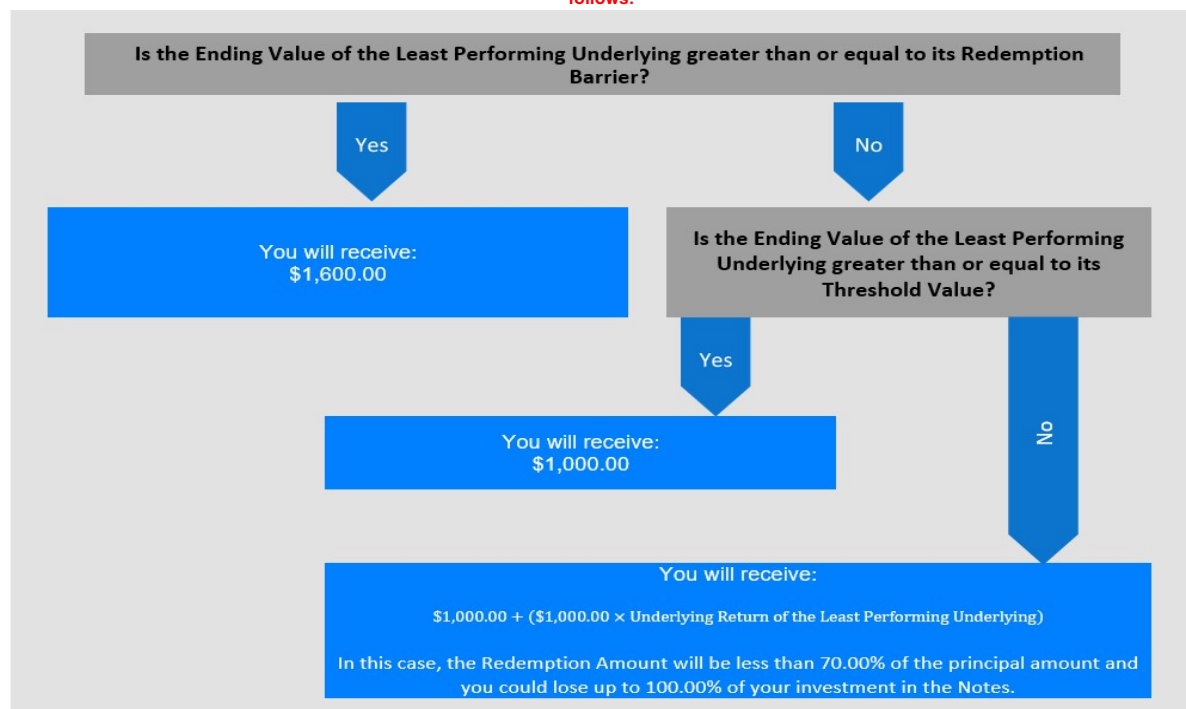 follows:
Is the Ending Value of the Least Performing Underlying greater than or equal to its Redemption
Barrier?
Yes
No
You will receive:
$1,600.00
Is the Ending Value of the Least Performing
Underlying greater than or equal to its
Threshold Value?
Yes
No
You will receive:
$1,000.00
You will receive:
$1,000.00 + ($1,000.00 × Underlying Return of the Least Performing Underlying)
In this case, the Redemption Amount will be less than 70.00% of the principal amount and
you could lose up to 100.00% of your investment in the Notes.